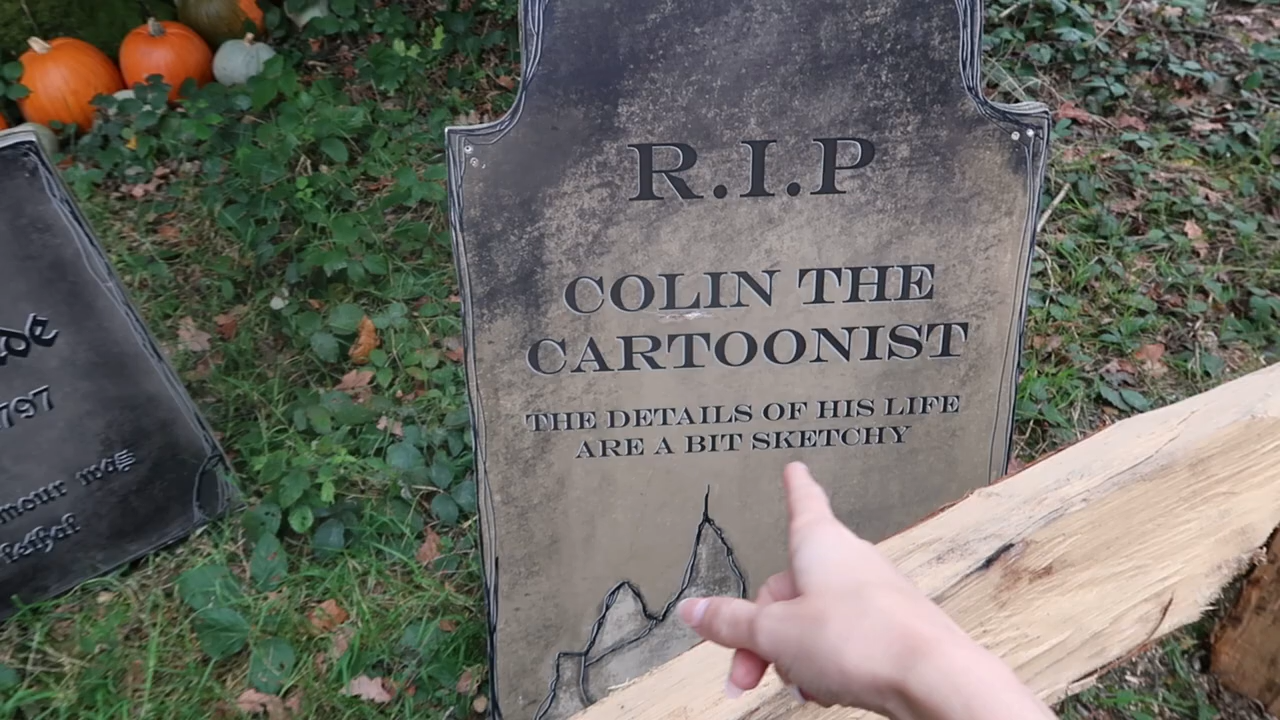 R.I.P
COLIN THE
CARTOONIST
THE DETAILS OF HIS LIFE
ARE A BIT SKETCHY